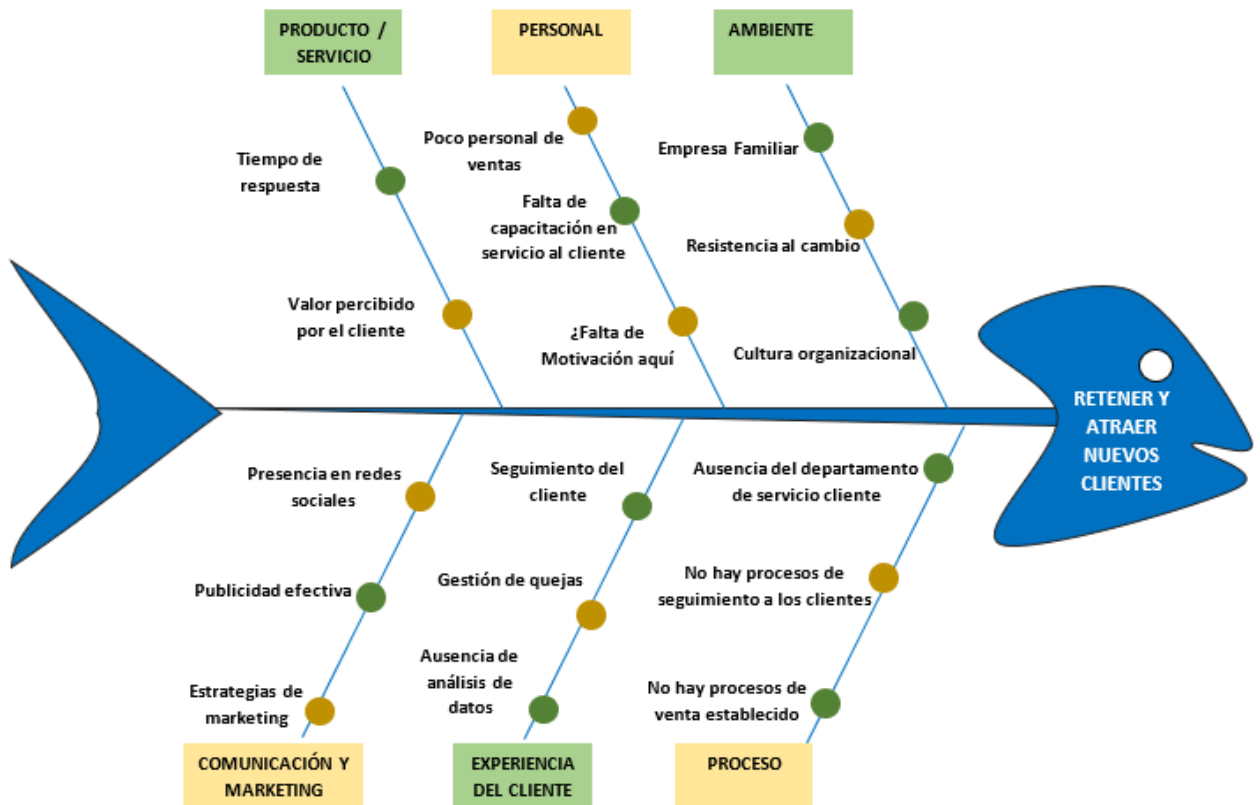 PRODUCTO /
SERVICIO
PERSONAL
AMBIENTE
Tiempo de
respuesta
Valor percibido
por el cliente
Poco personal de
ventas
Falta de
capacitación en
servicio al cliente
¿Falta de
Motivación aquí
Empresa Familiar
Resistencia al cambio
Cultura organizacional
RETENER Y
ATRAER
NUEVOS
CLIENTES
Presencia en redes
sociales
Publicidad efectiva
Estrategias de
marketing
Seguimiento del
cliente
Gestión de quejas
Ausencia de
análisis de
datos
Ausencia del departamento
de servicio cliente
No hay procesos de
seguimiento a los clientes
No hay procesos de
venta establecido
COMUNICACIÓN Y
MARKETING
EXPERIENCIA
DEL CLIENTE
PROCESO